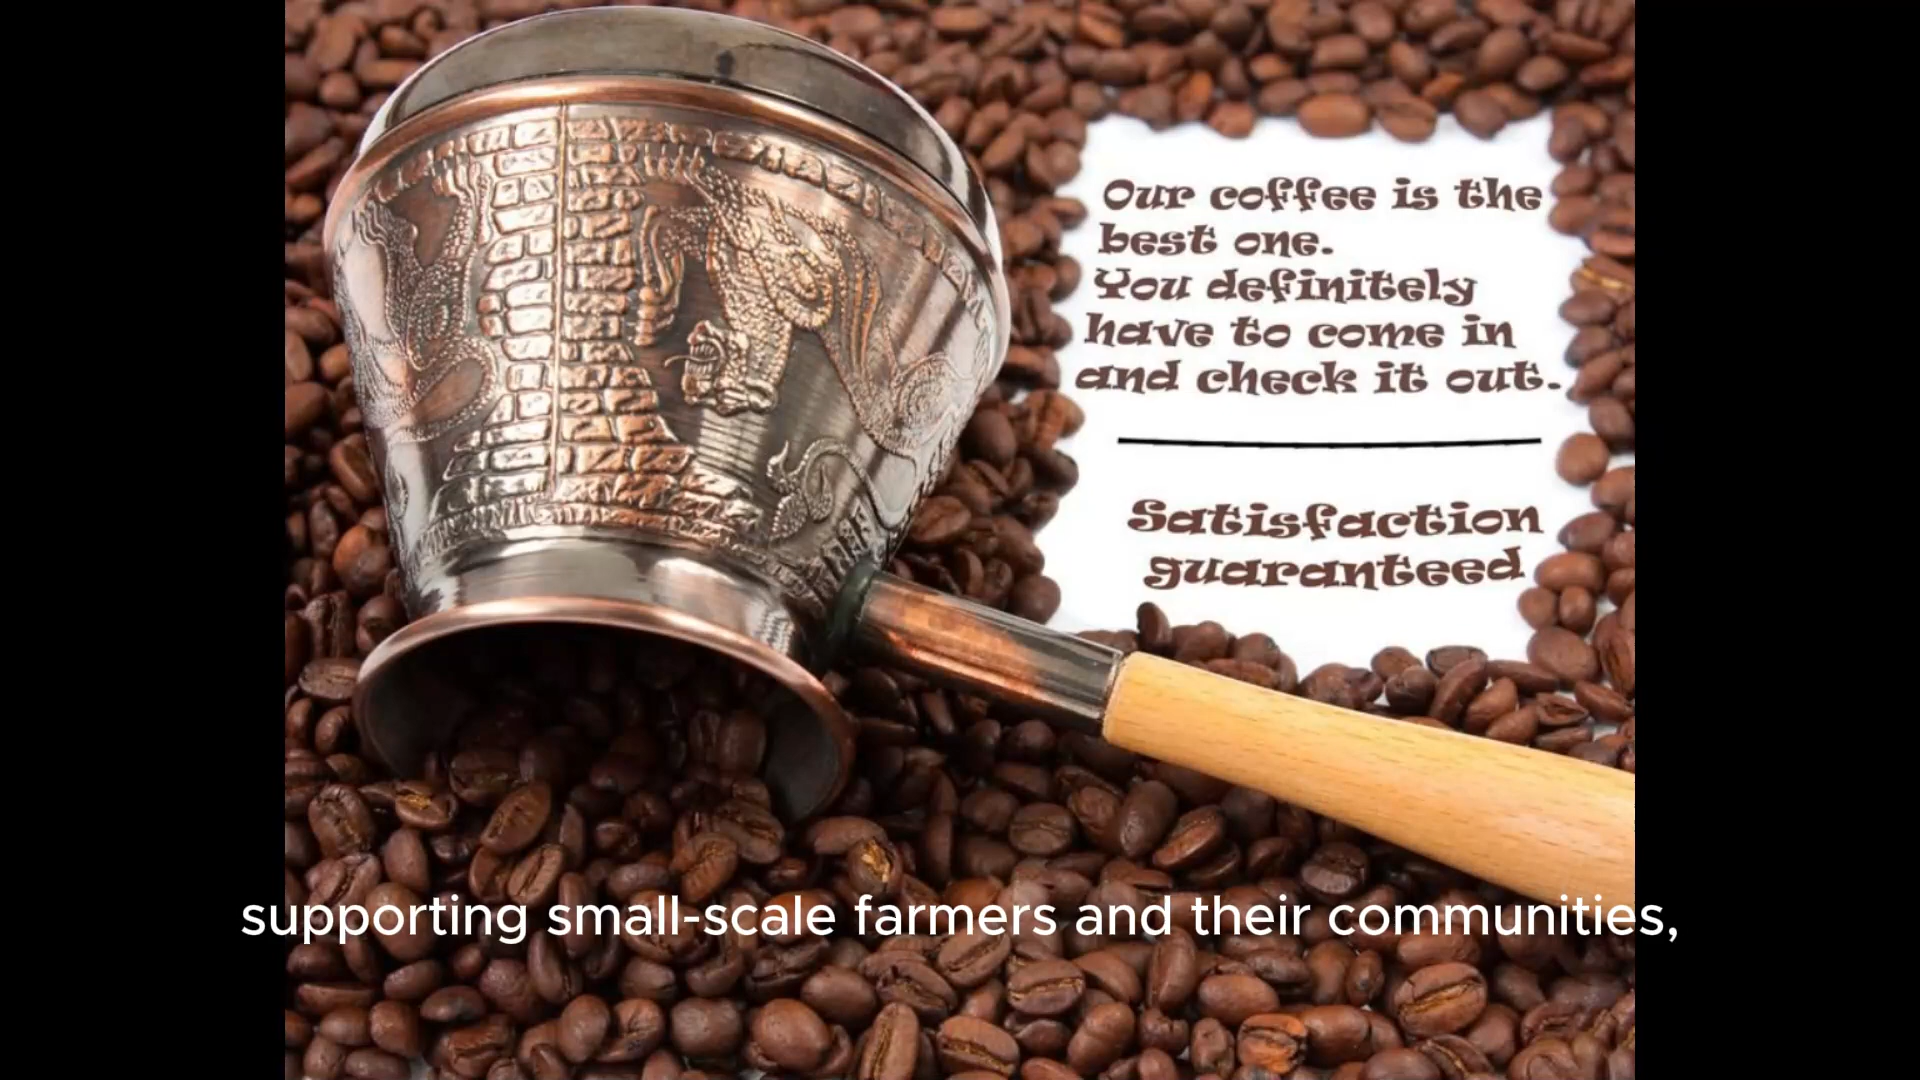 Our coffee is the
best one.
You definitely
have to come in
and check it out.
Satisfaction
guaranteed
supporting small-scale farmers and their communities,